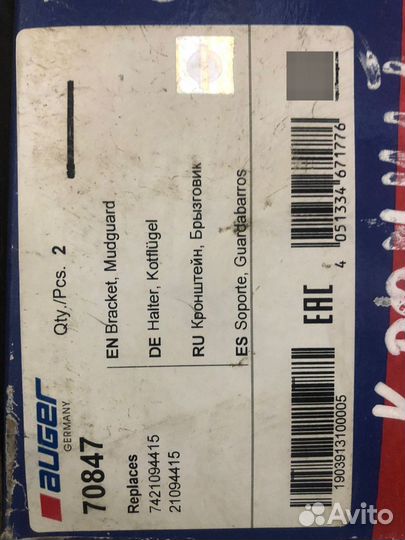 AUGER
GERMANY
Qty./Pcs. 2
70847
Replaces
7421094415
21094415
EN Bracket, Mudguard
DE Halter, Kotflügel
RU Кронштейн, Брызговик
ES Soporte, Guardabarros
4 051334 671776
EAC
1903913100005
Avito